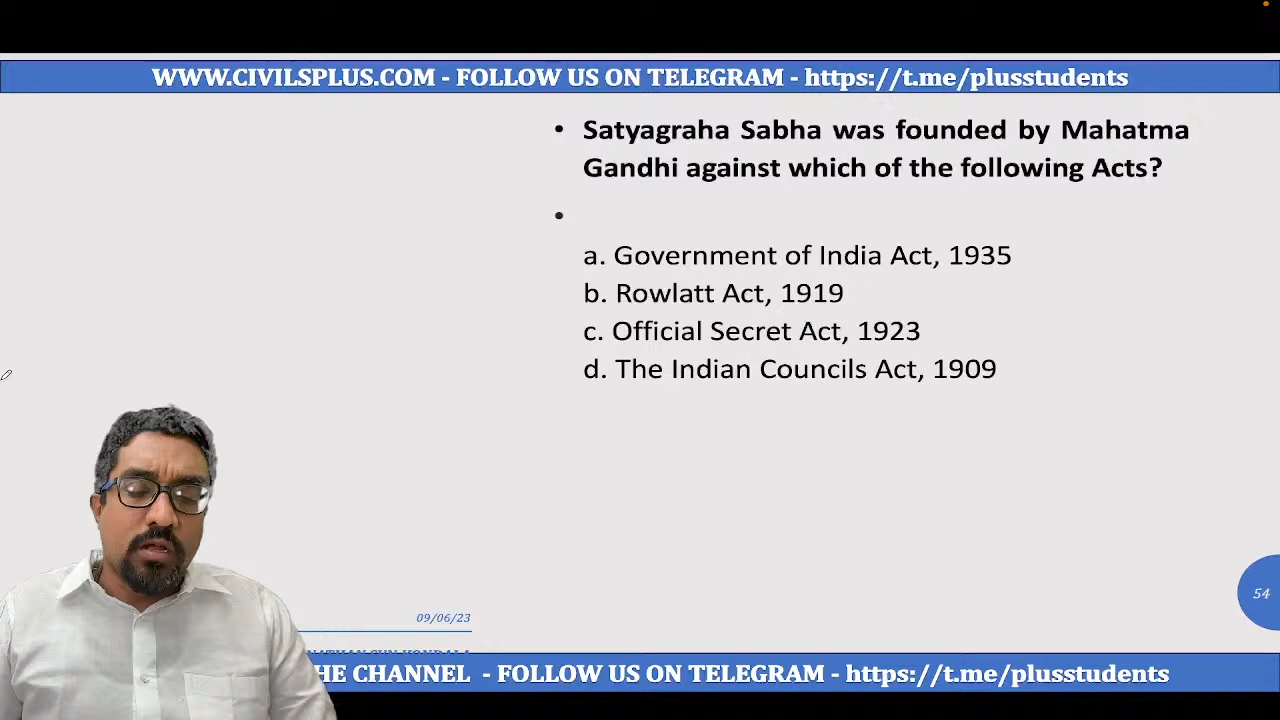 WWW.CIVILSPLUS.COM - FOLLOW US ON TELEGRAM - https://t.me/plusstudents
• Satyagraha Sabha was founded by Mahatma
Gandhi against which of the following Acts?
•
a. Government of India Act, 1935
b. Rowlatt Act, 1919
c. Official Secret Act, 1923
d. The Indian Councils Act, 1909
54
09/06/23
HE CHANNEL - FOLLOW US ON TELEGRAM - https://t.me/plusstudents